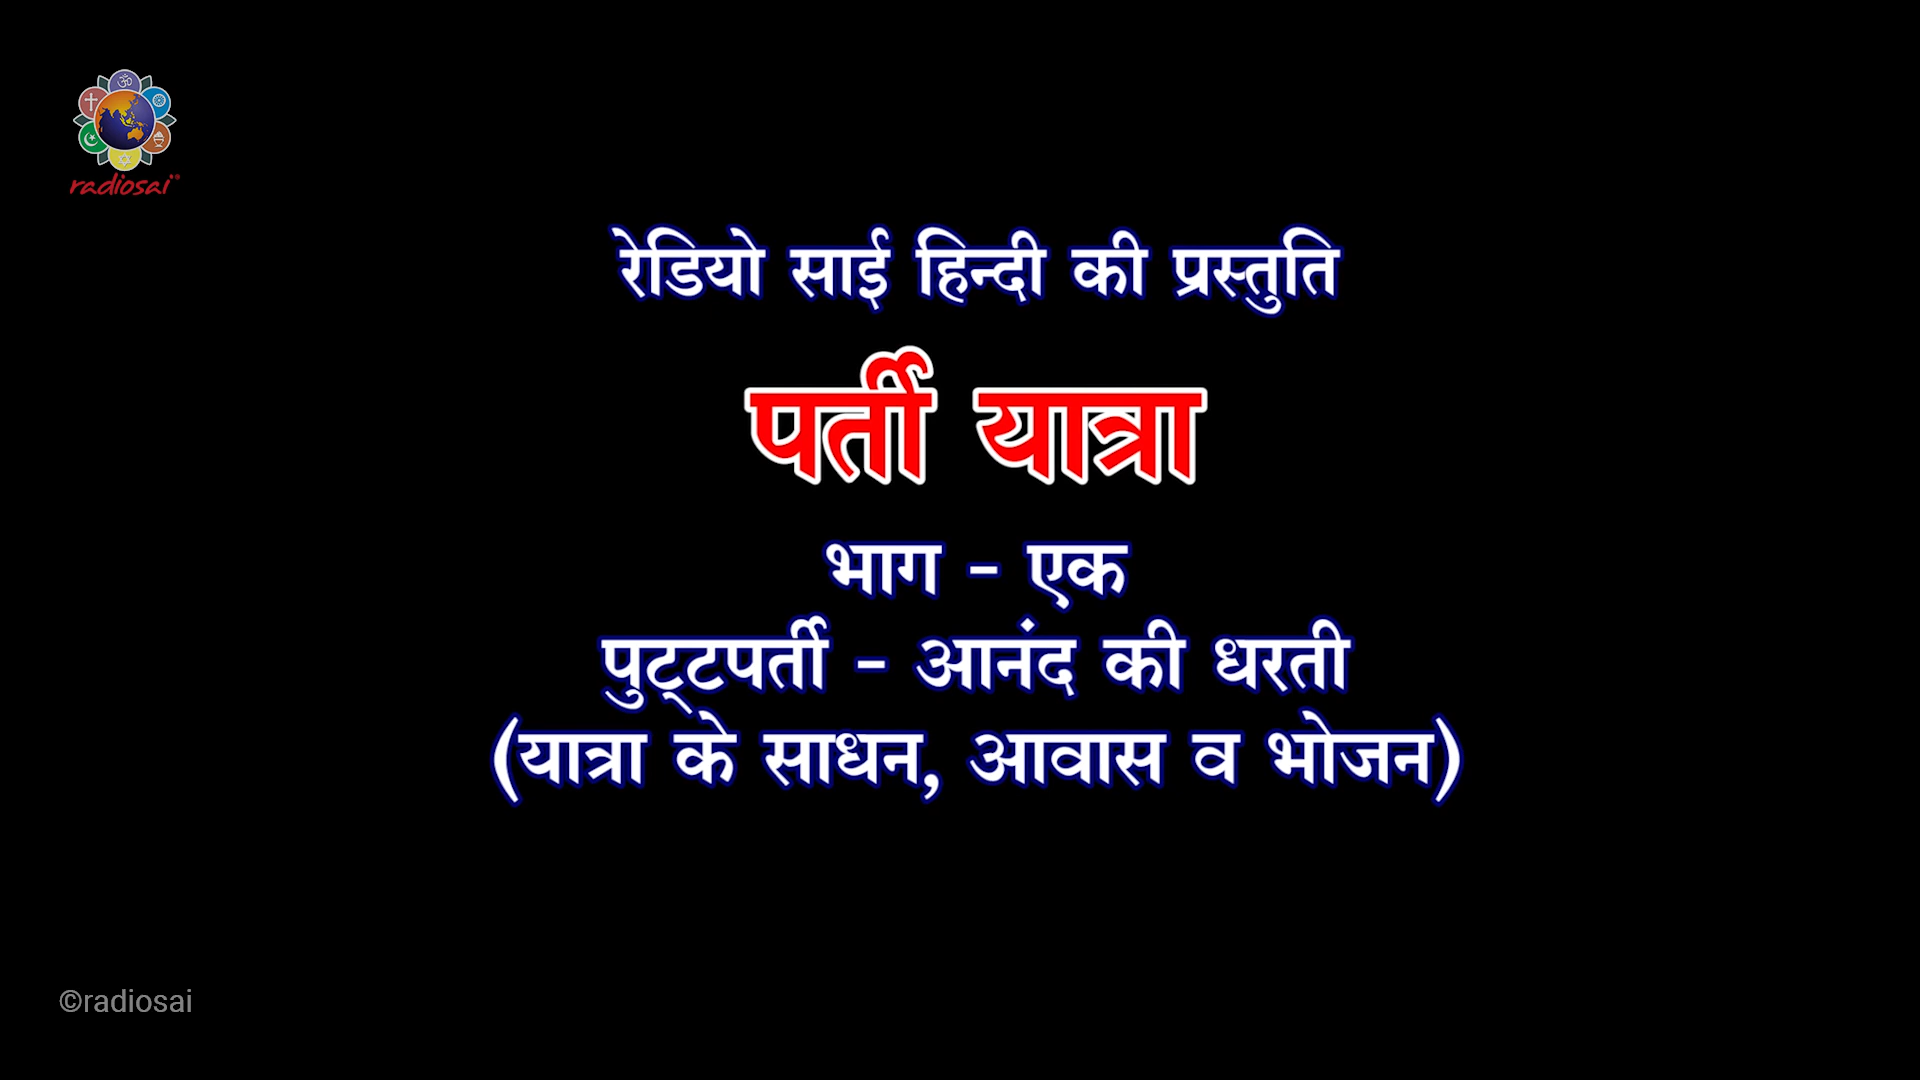 radiosai
रेडियो साई हिन्दी की प्रस्तुति
पर्ती यात्रा
भाग - एक
पुट्‌टपर्ती - आनंद की धरती
(यात्रा के साधन, आवास व भोजन)
©radiosai